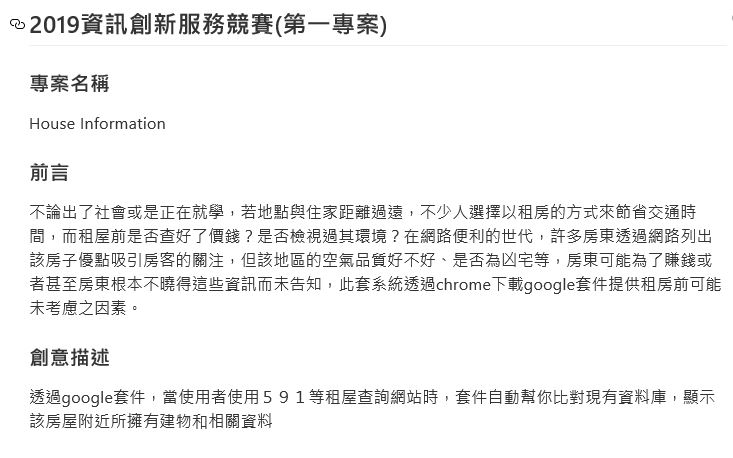 2019資訊創新服務競賽(第一專案)
專案名稱
House Information
前言
不論出了社會或是正在就學，若地點與住家距離過遠，不少人選擇以租房的方式來節省交通時
間，而租屋前是否查好了價錢？是否檢視過其環境？在網路便利的世代，許多房東透過網路列出
該房子優點吸引房客的關注，但該地區的空氣品質好不好、是否為凶宅等，房東可能為了賺錢或
者甚至房東根本不曉得這些資訊而未告知，此套系統透過chrome下載google套件提供租房前可能
未考慮之因素。
創意描述
透過google套件，當使用者使用５９１等租屋查詢網站時，套件自動幫你比對現有資料庫，顯示
該房屋附近所擁有建物和相關資料